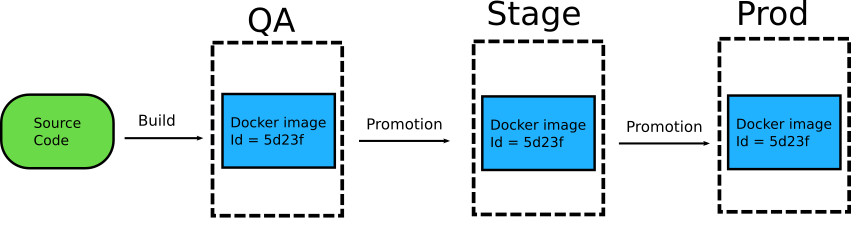 QA
Stage
Prod
Source
Code
Build
Docker image
Id = 5d23f
Promotion
Docker image
Id = 5d23f
Promotion
Docker image
Id = 5d23f